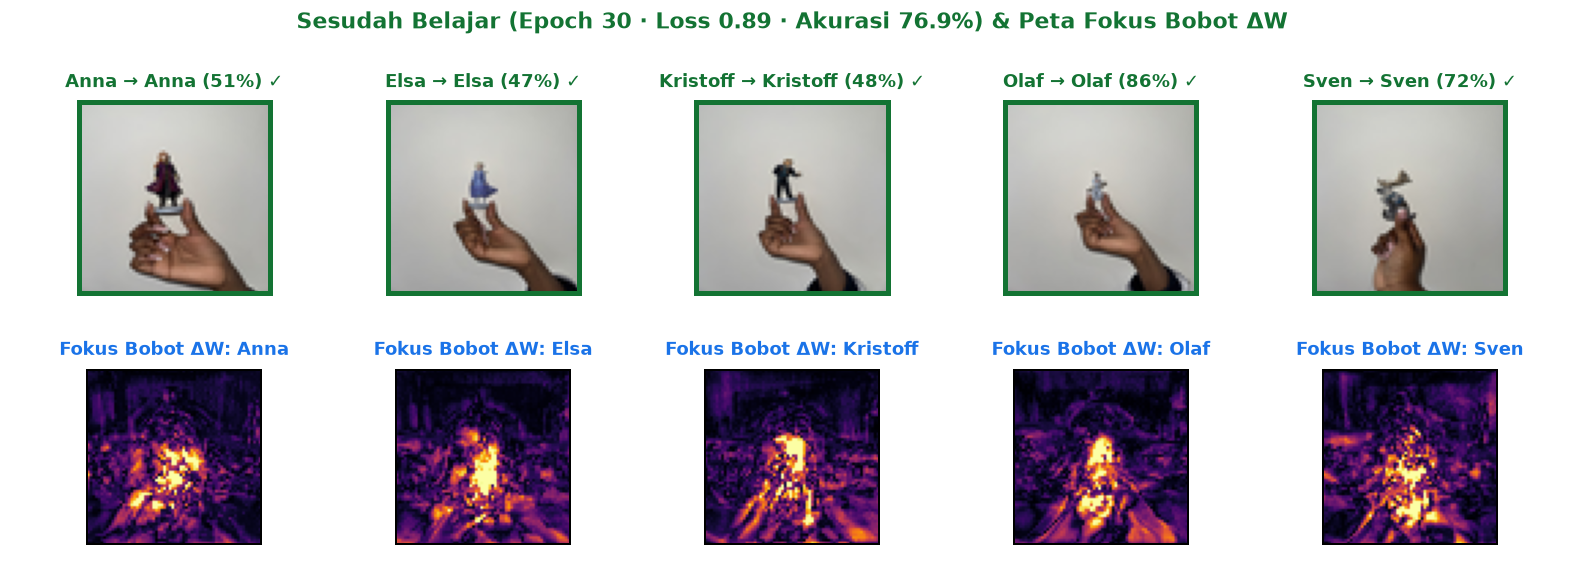 Sesudah Belajar (Epoch 30 · Loss 0.89 · Akurasi 76.9%) & Peta Fokus Bobot ΔW
Anna → Anna (51%) ✓
Elsa → Elsa (47%) ✓
Kristoff → Kristoff (48%) ✓
Olaf → Olaf (86%) ✓
Sven → Sven (72%) ✓
Fokus Bobot ΔW: Anna
Fokus Bobot ΔW: Elsa
Fokus Bobot ΔW: Kristoff
Fokus Bobot ΔW: Olaf
Fokus Bobot ΔW: Sven